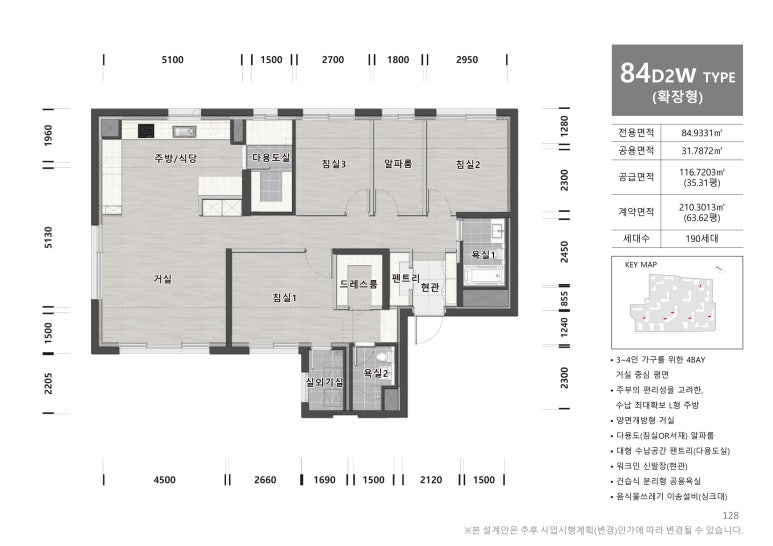 5100 1500 2700 1800 2950
84D2W TYPE
(확장형)
전용면적 84.9331㎡
공용면적 31.7872㎡
공급면적 116.7203㎡
(35.31평)
계약면적 210.3013㎡
(63.62평)
세대수 190세대
KEY MAP
• 3~4인 가구를 위한 4BAY
거실 중심 평면
• 주부의 편리성을 고려한,
수납 최대확보 L형 주방
• 양면개방형 거실
• 다용도(침실OR서재) 알파룸
• 대형 수납공간 팬트리(다용도실)
• 워크인 신발장(현관)
• 건습식 분리형 공용욕실
• 음식물쓰레기 이송설비(싱크대)
1960
5130
1500
2205
주방/식당
다용도실
침실3
알파룸
침실2
욕실1
거실
침실1
드레스룸
팬트리
현관
실외기실
욕실2
1280
2300
2450
855
1240
2300
4500 2660 1690 1500 2120 1500
128
※본 설계안은 추후 사업시행계획(변경)인가에 따라 변경될 수 있습니다.